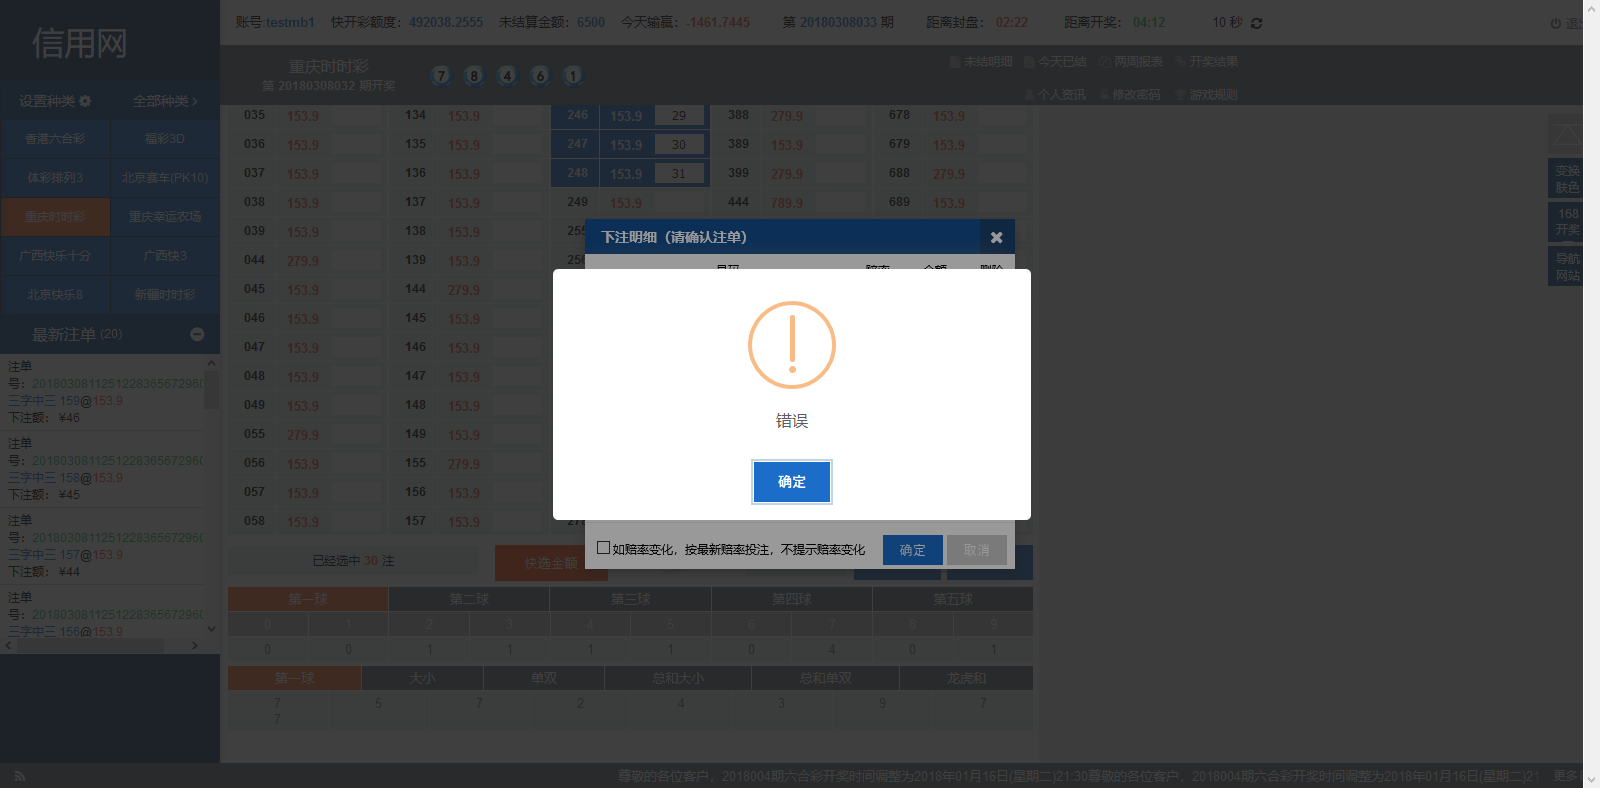 账号:testmb1 快开彩额度：492038.2555 未结算金额：6500 今天输赢：-1461.7445 第 20180308033 期 距离封盘： 02:22 距离开奖： 04:12 10 秒
信用网
重庆时时彩
第 20180308032 期开奖
7 8 4 6 1
未结明细 今天已结 两周报表 开奖结果
个人资讯 修改密码 游戏规则
设置种类 全部种类
香港六合彩 福彩3D
体彩排列3 北京赛车(PK10)
重庆时时彩 重庆幸运农场
广西快乐十分 广西快3
北京快乐8 新疆时时彩
最新注单 (20)
注单
号：2018030811251228365672960
三字中三 159@153.9
下注额： ¥46
注单
号：2018030811251228365672960
三字中三 158@153.9
下注额： ¥45
注单
号：2018030811251228365672960
三字中三 157@153.9
下注额： ¥44
注单
号：2018030811251228365672960
三字中三 156@153.9
035 153.9 134 153.9 246 153.9 29 388 279.9 678 153.9
036 153.9 135 153.9 247 153.9 30 389 153.9 679 153.9
037 153.9 136 153.9 248 153.9 31 399 279.9 688 279.9
038 153.9 137 153.9 249 153.9 444 789.9 689 153.9
039 153.9 138 153.9
044 279.9 139 153.9
045 153.9 144 279.9
046 153.9 145 153.9
047 153.9 146 153.9
048 153.9 147 153.9
049 153.9 148 153.9
055 279.9 149 153.9
056 153.9 155 279.9
057 153.9 156 153.9
058 153.9 157 153.9
下注明细（请确认注单）
错误
确定
如赔率变化，按最新赔率投注，不提示赔率变化 确定 取消
已经选中 30 注 快选金额
第一球 第二球 第三球 第四球 第五球
0 1 2 3 4 5 6 7 8 9
0 0 1 1 1 1 0 4 0 1
第一球 大小 单双 总和大小 总和单双 龙虎和
7 5 7 2 4 3 9 7
7
变换
肤色
168
开奖
导航
网站
尊敬的各位客户，2018004期六合彩开奖时间调整为2018年01月16日(星期二)21:30尊敬的各位客户，2018004期六合彩开奖时间调整为2018年01月16日(星期二)21 更多